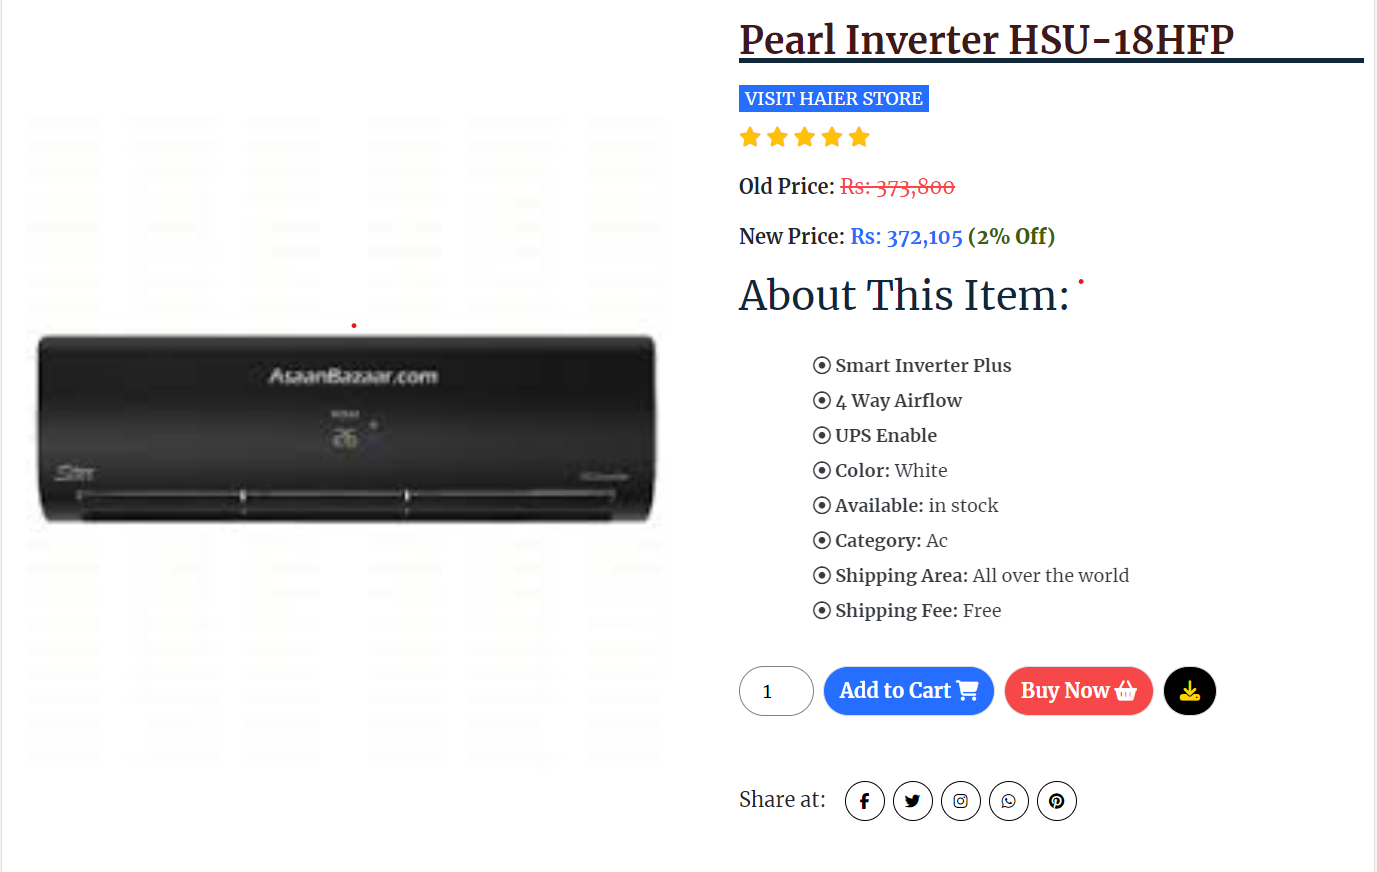 Pearl Inverter HSU-18HFP
VISIT HAIER STORE
Old Price: Rs: 373,800
New Price: Rs: 372,105 (2% Off)
About This Item:
AsaanBazaar.com
26
Smart Inverter Plus
4 Way Airflow
UPS Enable
Color: White
Available: in stock
Category: Ac
Shipping Area: All over the world
Shipping Fee: Free
1
Add to Cart
Buy Now
Share at: